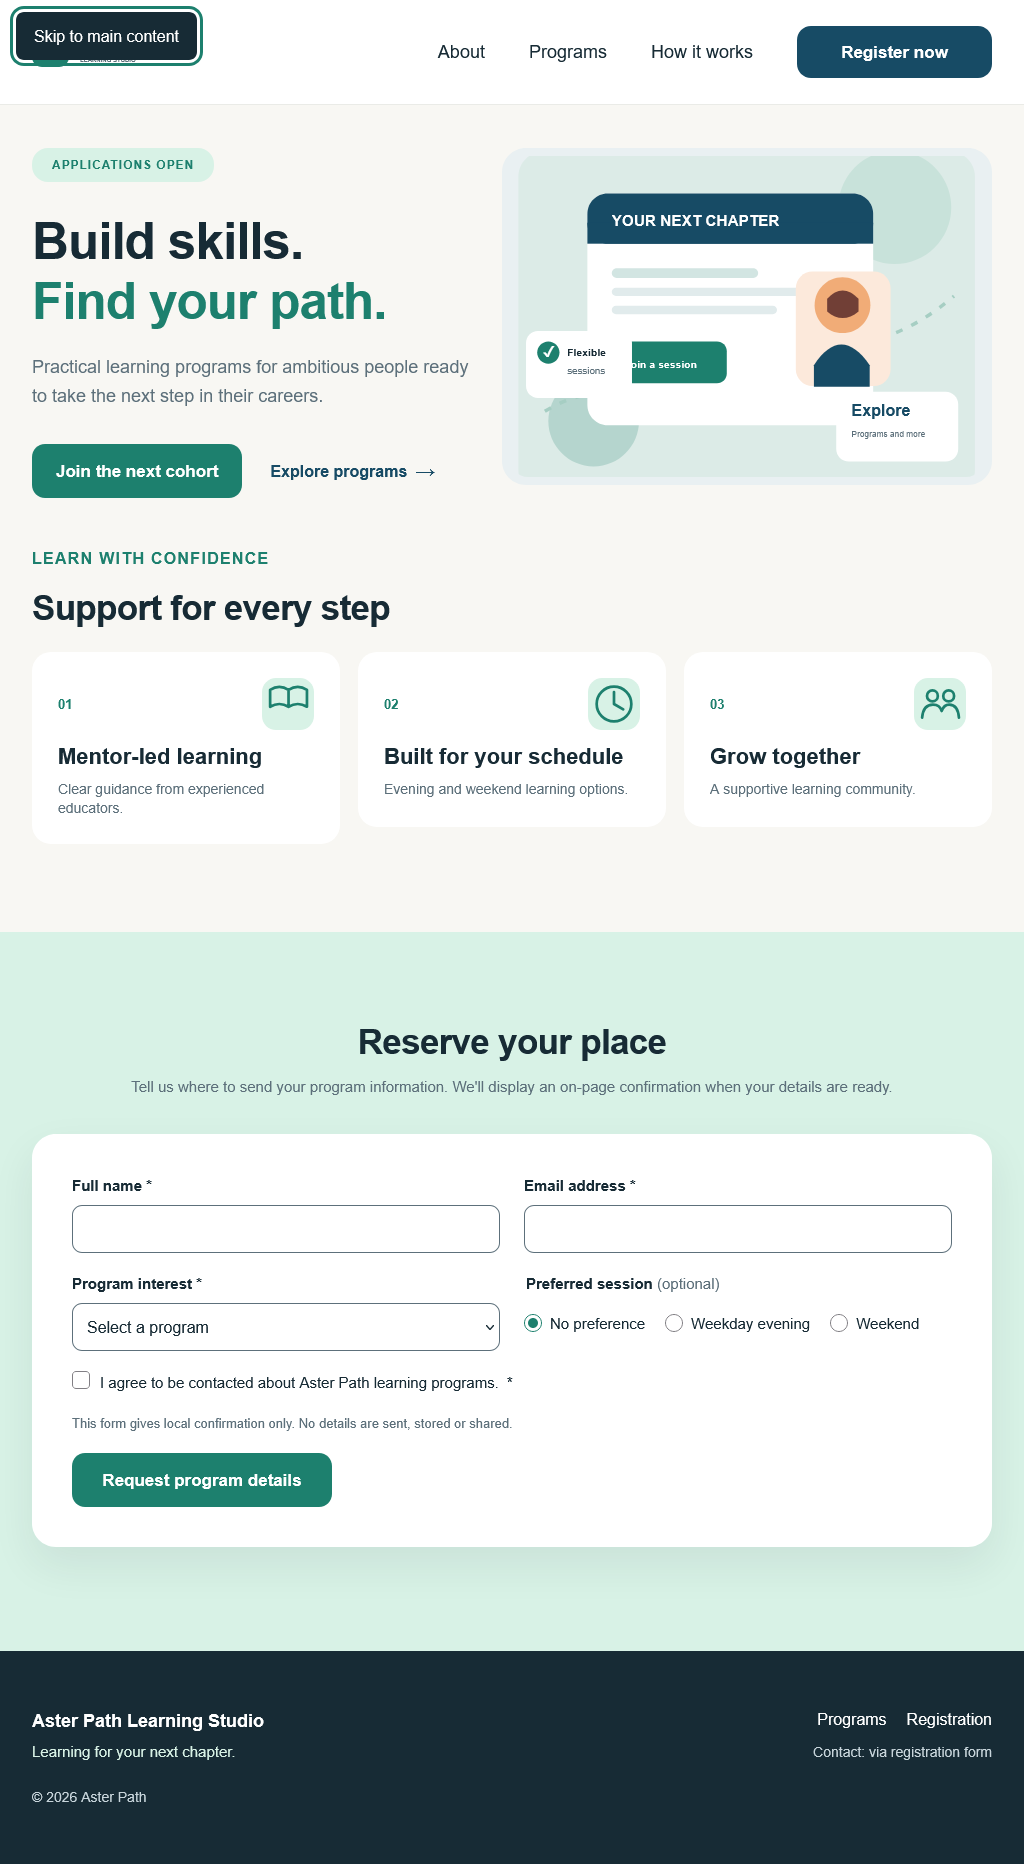 Skip to main content
LEARNING STUDIO
About
Programs
How it works
Register now
APPLICATIONS OPEN
Build skills.
Find your path.
Practical learning programs for ambitious people ready
to take the next step in their careers.
Join the next cohort
Explore programs →
YOUR NEXT CHAPTER
Flexible
sessions
oin a session
Explore
Programs and more
LEARN WITH CONFIDENCE
Support for every step
01
Mentor-led learning
Clear guidance from experienced
educators.
02
Built for your schedule
Evening and weekend learning options.
03
Grow together
A supportive learning community.
Reserve your place
Tell us where to send your program information. We'll display an on-page confirmation when your details are ready.
Full name *
Email address *
Program interest *
Select a program
Preferred session (optional)
No preference
Weekday evening
Weekend
I agree to be contacted about Aster Path learning programs. *
This form gives local confirmation only. No details are sent, stored or shared.
Request program details
Aster Path Learning Studio
Learning for your next chapter.
© 2026 Aster Path
Programs
Registration
Contact: via registration form